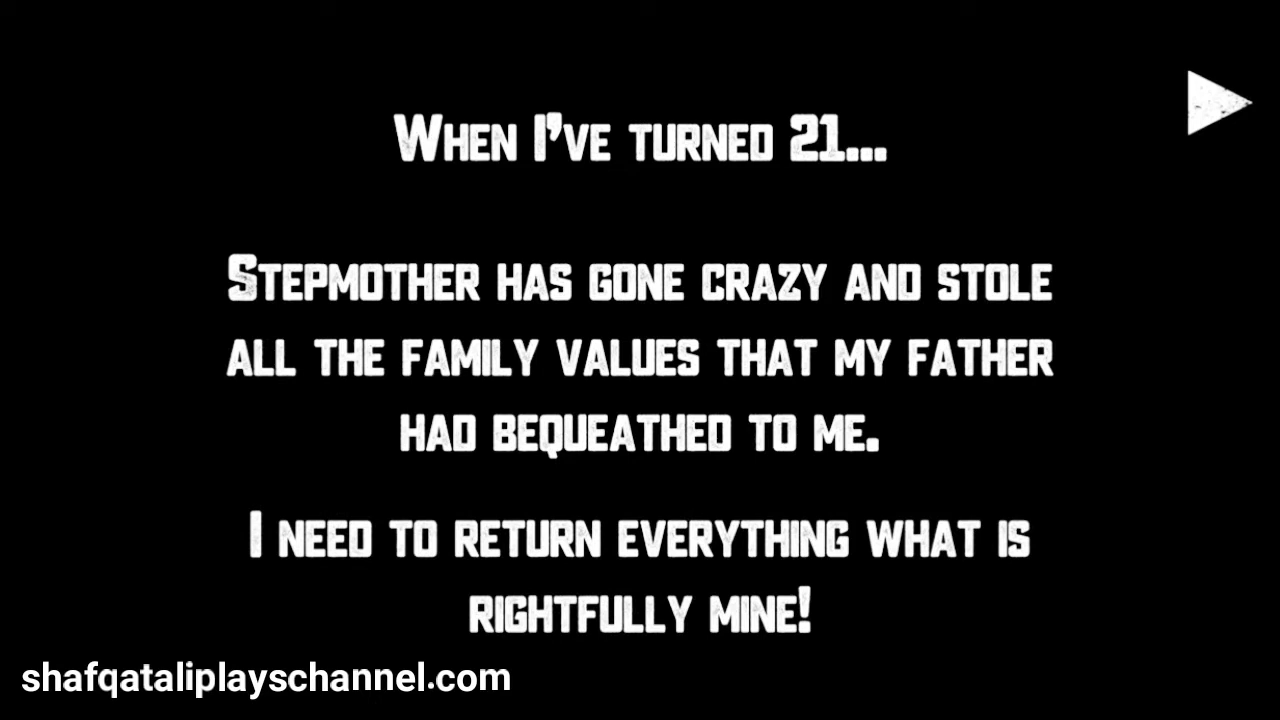 When I've turned 21...
Stepmother has gone crazy and stole
all the family values that my father
had bequeathed to me.
I need to return everything what is
rightfully mine!
shafqataliplayschannel.com